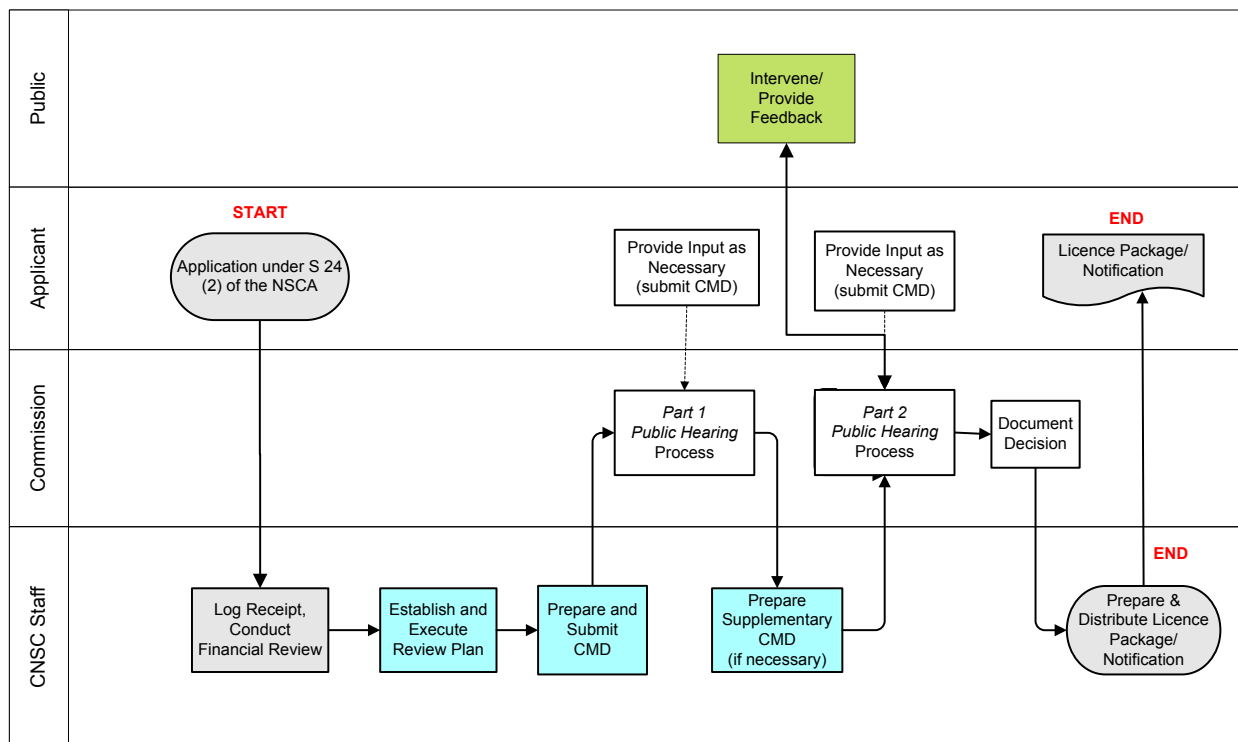 Public
Intervene/
Provide
Feedback
Applicant
START
Application under S 24
(2) of the NSCA
Provide Input as
Necessary
(submit CMD)
Provide Input as
Necessary
(submit CMD)
END
Licence Package/
Notification
Commission
Part 1
Public Hearing
Process
Part 2
Public Hearing
Process
Document
Decision
CNSC Staff
Log Receipt,
Conduct
Financial Review
Establish and
Execute
Review Plan
Prepare and
Submit
CMD
Prepare
Supplementary
CMD
(if necessary)
END
Prepare &
Distribute Licence
Package/
Notification